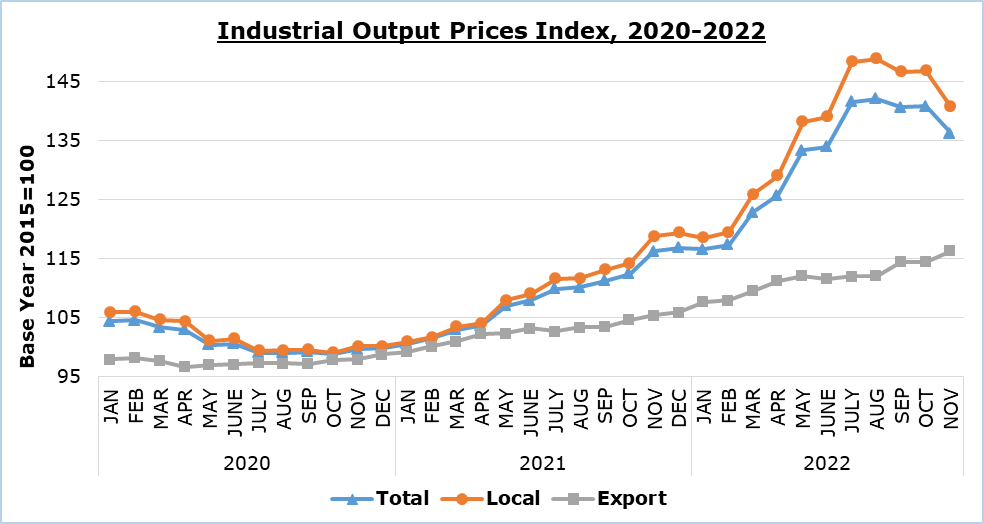 Industrial Output Prices Index, 2020-2022
Base Year 2015=100
145
135
125
115
105
95
JAN FEB MAR APR MAY JUNE JULY AUG SEP OCT NOV DEC JAN FEB MAR APR MAY JUNE JULY AUG SEP OCT NOV DEC JAN FEB MAR APR MAY JUNE JULY AUG SEP OCT NOV
2020 2021 2022
Total Local Export